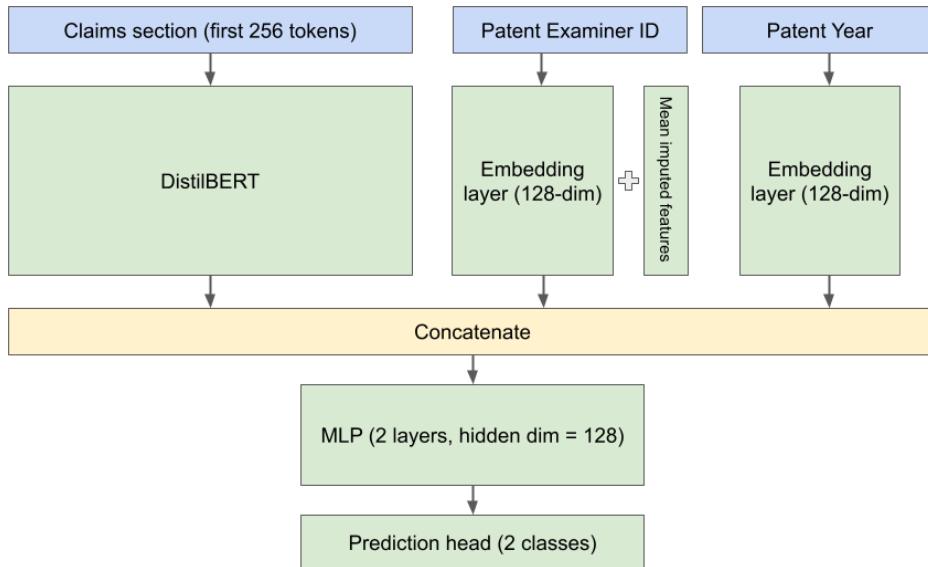 Claims section (first 256 tokens)
Patent Examiner ID
Patent Year
DistilBERT
Embedding
layer (128-dim)
Mean imputed features
Embedding
layer (128-dim)
Concatenate
MLP (2 layers, hidden dim = 128)
Prediction head (2 classes)